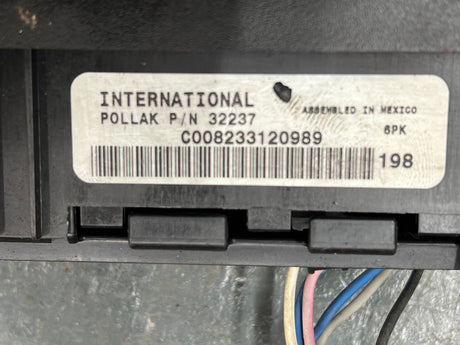 INTERNATIONAL
ASSEMBLED IN MEXICO
POLLAK P/N 32237
6PK
C008233120989
198